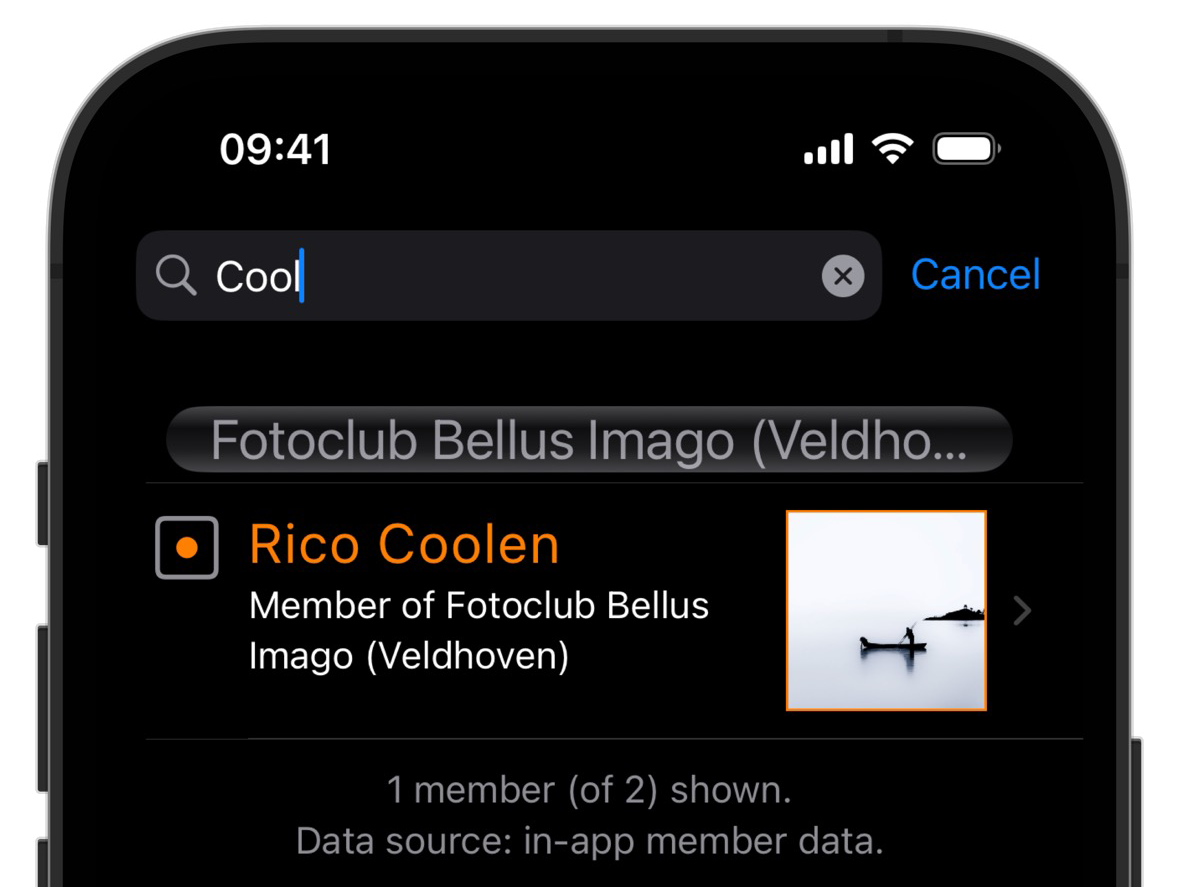 09:41
Cool
Cancel
Fotoclub Bellus Imago (Veldho...
Rico Coolen
Member of Fotoclub Bellus
Imago (Veldhoven)
1 member (of 2) shown.
Data source: in-app member data.